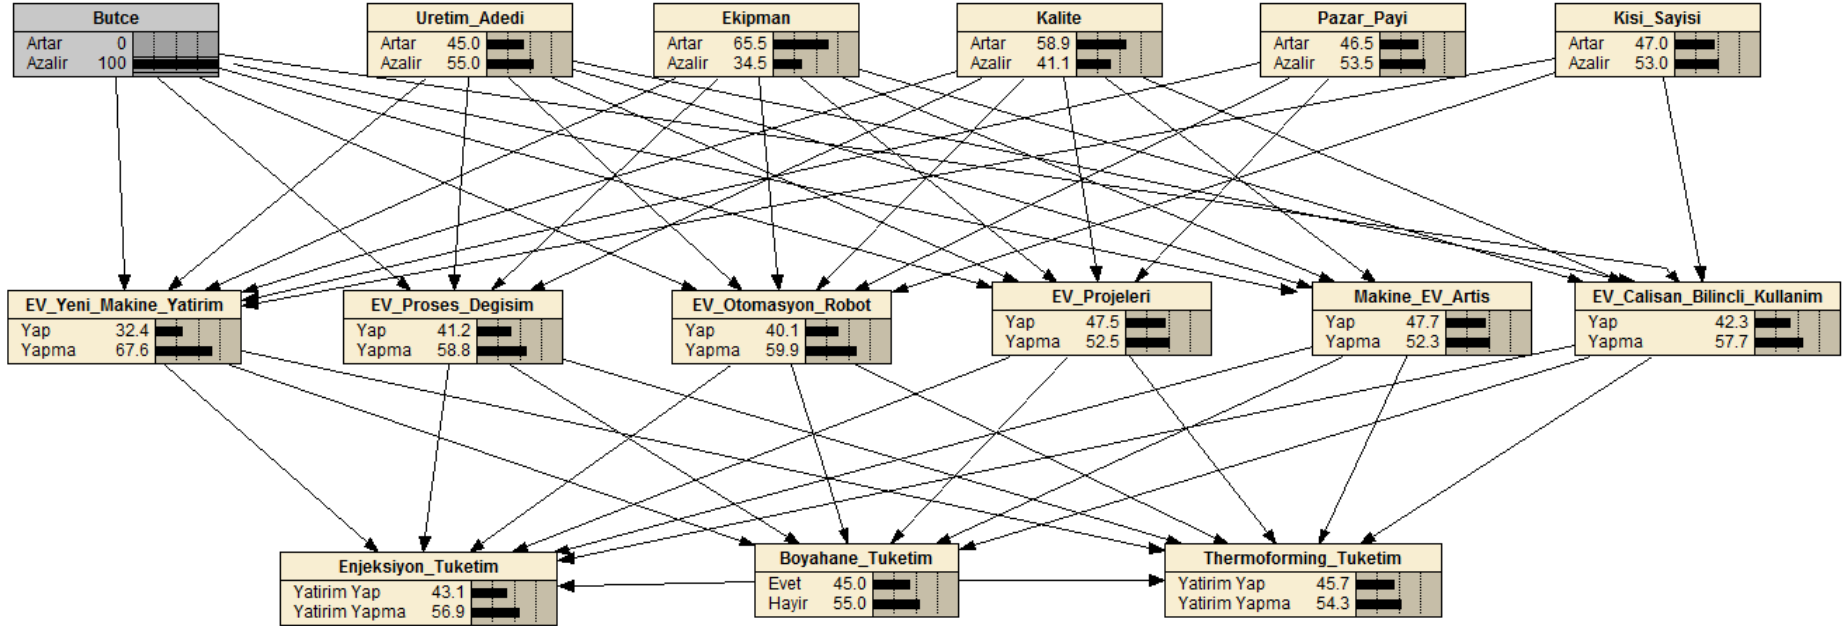 Butce
Artar 0
Azalir 100
Uretim_Adedi
Artar 45.0
Azalir 55.0
Ekipman
Artar 65.5
Azalir 34.5
Kalite
Artar 58.9
Azalir 41.1
Pazar_Payi
Artar 46.5
Azalir 53.5
Kisi_Sayisi
Artar 47.0
Azalir 53.0
EV_Yeni_Makine_Yatirim
Yap 32.4
Yapma 67.6
EV_Proses_Degisim
Yap 41.2
Yapma 58.8
EV_Otomasyon_Robot
Yap 40.1
Yapma 59.9
EV_Projeleri
Yap 47.5
Yapma 52.5
Makine_EV_Artis
Yap 47.7
Yapma 52.3
EV_Calisan_Bilincli_Kullanim
Yap 42.3
Yapma 57.7
Enjeksiyon_Tuketim
Yatirim Yap 43.1
Yatirim Yapma 56.9
Boyahane_Tuketim
Evet 45.0
Hayir 55.0
Thermoforming_Tuketim
Yatirim Yap 45.7
Yatirim Yapma 54.3